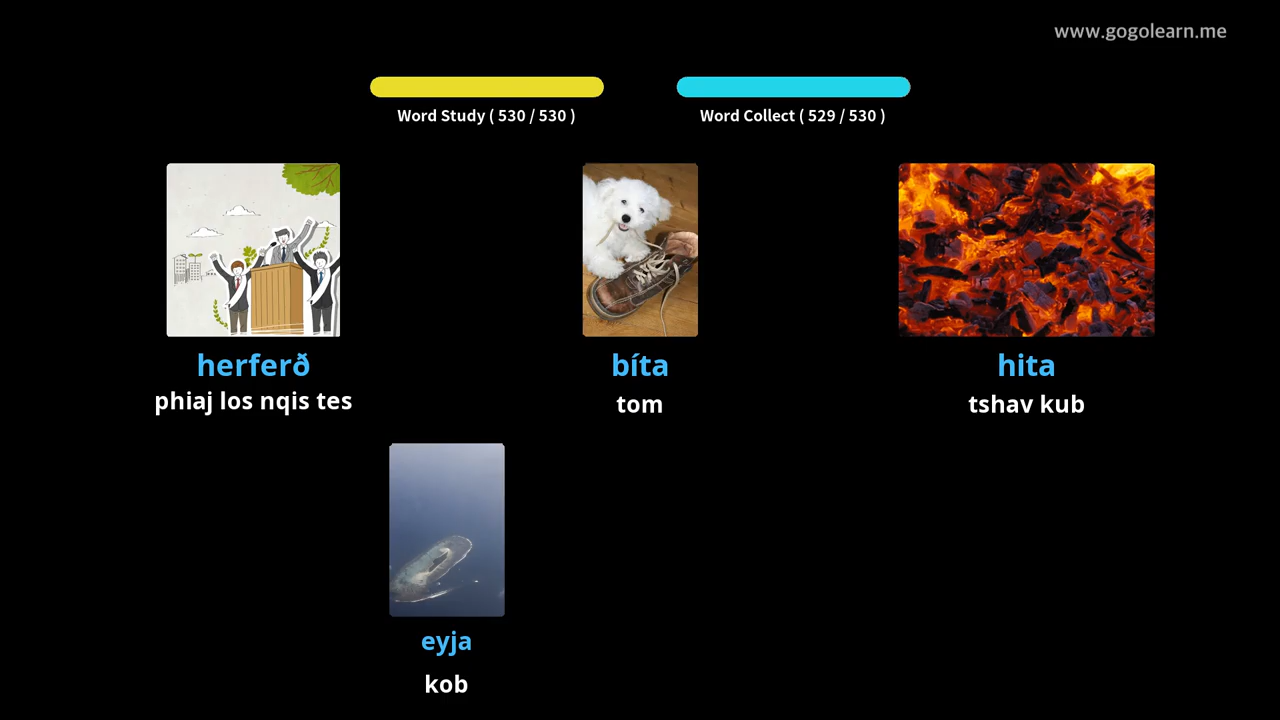 www.gogolearn.me
Word Study ( 530 / 530 )
Word Collect ( 529 / 530 )
herferð
phiaj los nqis tes
bíta
tom
hita
tshav kub
eyja
kob